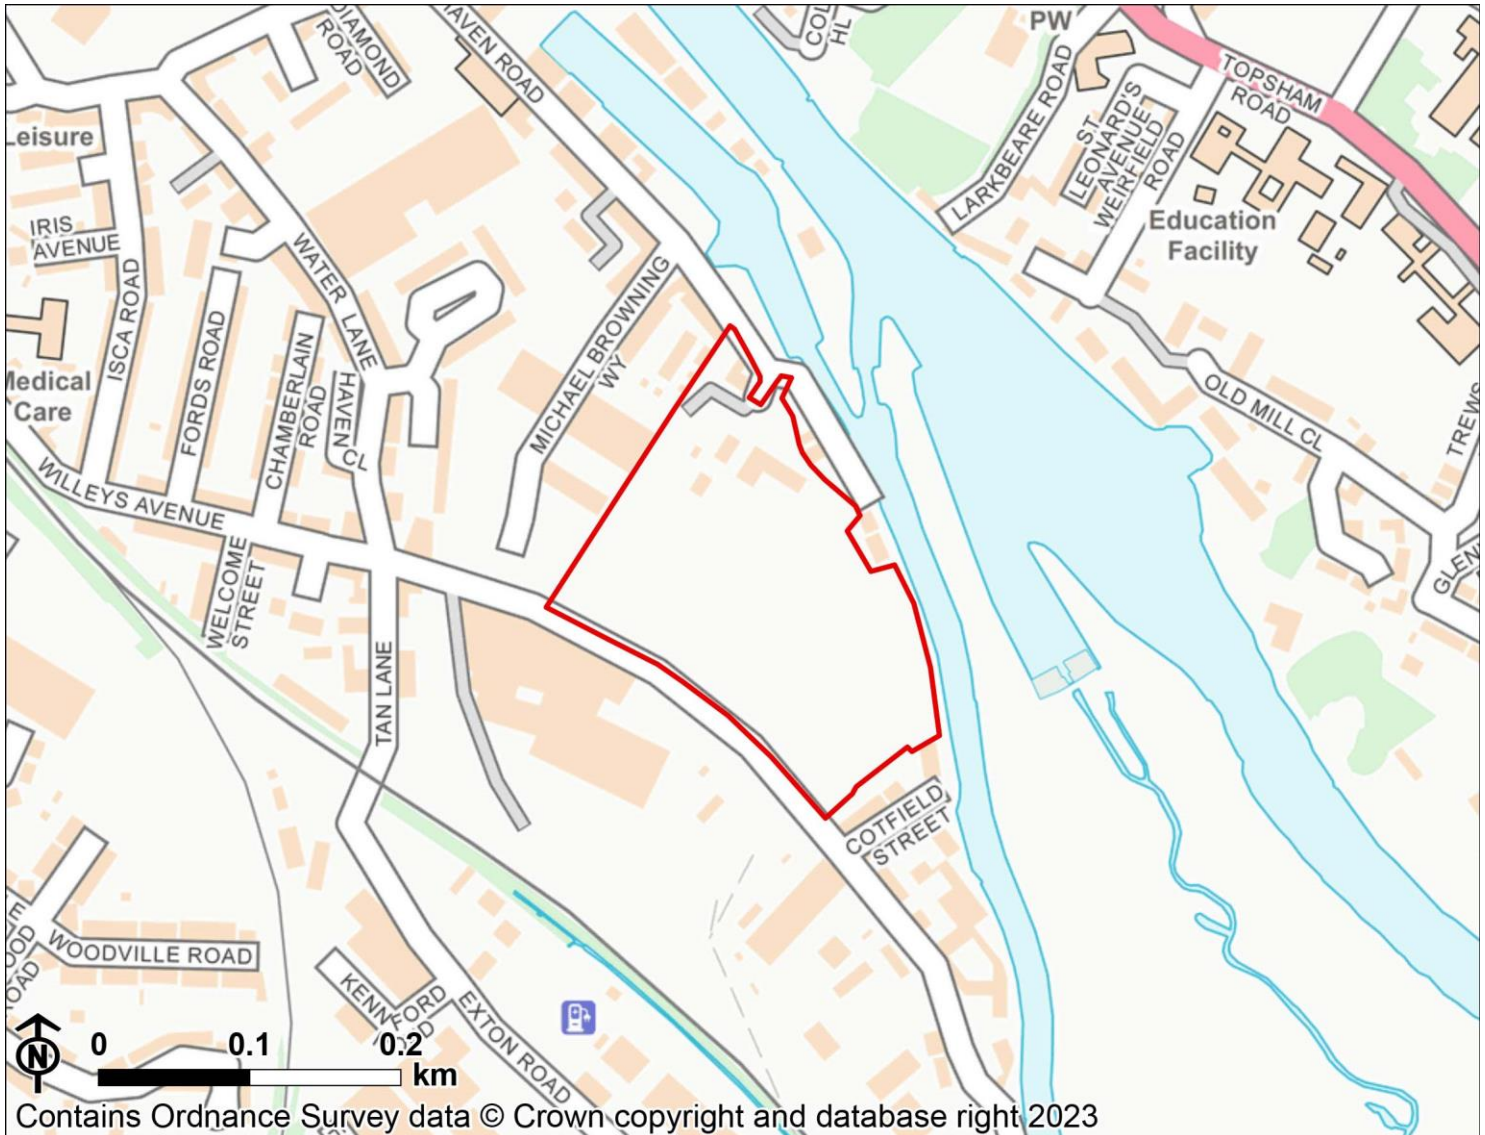 DIAMOND
ROAD
HAVEN ROAD
COL
HL
PW
TOPSHAM
ROAD
LARKBEARE ROAD
ST
LEONARD'S
AVENUE
WEIRFIELD
ROAD
Leisure
IRIS
AVENUE
ISCA ROAD
FORDS ROAD
WATER LANE
CHAMBERLAIN
ROAD
HAVEN CL
MICHAEL BROWNING
WY
Education
Facility
Medical
Care
WILLEYS AVENUE
WELCOME
STREET
TAN LANE
OLD MILL CL
TREWS
GLEN
COTFIELD
STREET
WOODVILLE ROAD
OOD
OAD
EXTON ROAD
N
0 0.1 0.2
km
Contains Ordnance Survey data © Crown copyright and database right 2023